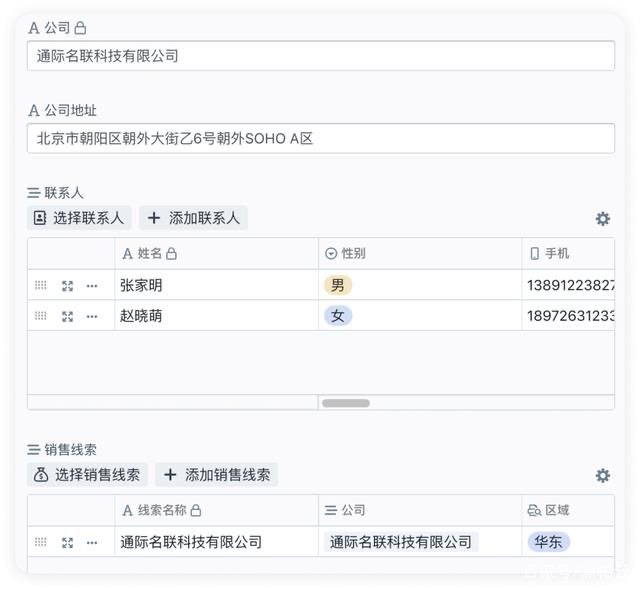 公司
通际名联科技有限公司
公司地址
北京市朝阳区朝外大街乙6号朝外SOHO A区
联系人
选择联系人 添加联系人
姓名 性别 手机
张家明 男 13891223827
赵晓萌 女 18972631233
销售线索
选择销售线索 添加销售线索
线索名称 公司 区域
通际名联科技有限公司 通际名联科技有限公司 华东